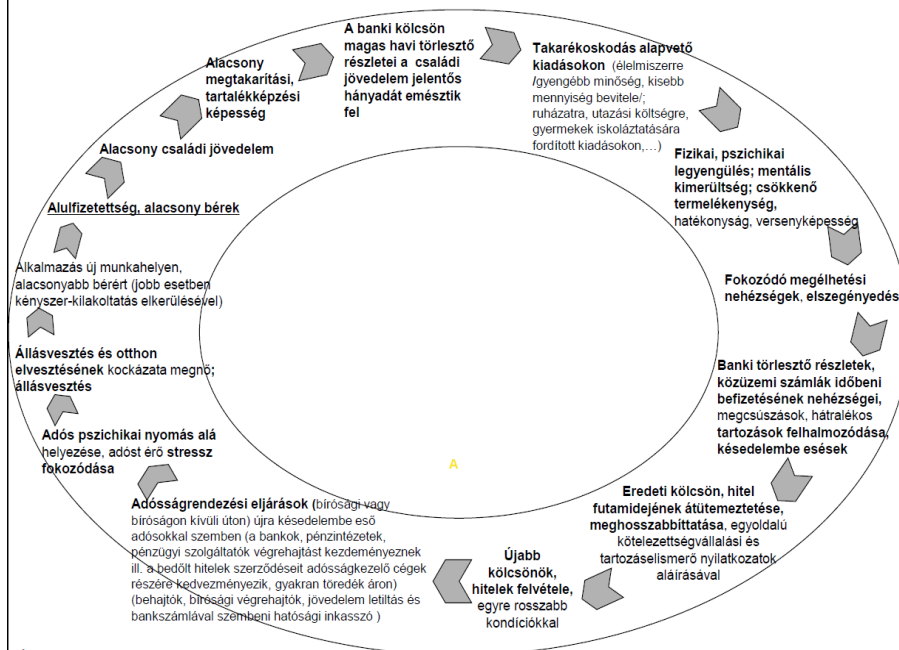 A banki kölcsön
magas havi törlesztő
részletei a családi
jövedelem jelentős
hányadát emésztik
fel
Takarékoskodás alapvető
kiadásokon (élelmiszerre
/gyengébb minőség, kisebb
mennyiség bevitele/;
ruházatra, utazási költségre,
gyermekek iskoláztatására
fordított kiadásokon,…)
Fizikai, pszichikai
legyengülés; mentális
kimerültség; csökkenő
termelékenység,
hatékonyság, versenyképesség
Fokozódó megélhetési
nehézségek, elszegényedés
Banki törlesztő részletek,
közüzemi számlák időbeni
befizetésének nehézségei,
megcsúszások, hátralékos
tartozások felhalmozódása,
késedelembe esések
Eredeti kölcsön, hitel
futamidejének átütemeztetése,
meghosszabbíttatása, egyoldalú
kötelezettségvállalási és
tartozáselismerő nyilatkozatok
aláírásával
Újabb
kölcsönök,
hitelek felvétele,
egyre rosszabb
kondíciókkal
Adósságrendezési eljárások (bírósági vagy
bíróságon kívüli úton) újra késedelembe eső
adósokkal szemben (a bankok, pénzintézetek,
pénzügyi szolgáltatók végrehajtást kezdeményeznek
ill. a bedőlt hitelek szerződéseit adósságkezelő cégek
részére kedvezményezik, gyakran töredék áron)
(behajtók, bírósági végrehajtók, jövedelem letiltás és
bankszámlával szembeni hatósági inkasszó )
Adós pszichikai nyomás alá
helyezése, adóst érő stressz
fokozódása
Állásvesztés és otthon
elvesztésének kockázata megnő;
állásvesztés
Alkalmazás új munkahelyen,
alacsonyabb bérért (jobb esetben
kényszer-kilakoltatás elkerülésével)
Alulfizetettség, alacsony bérek
Alacsony családi jövedelem
Alacsony
megtakarítási,
tartalékképzési
képesség
A